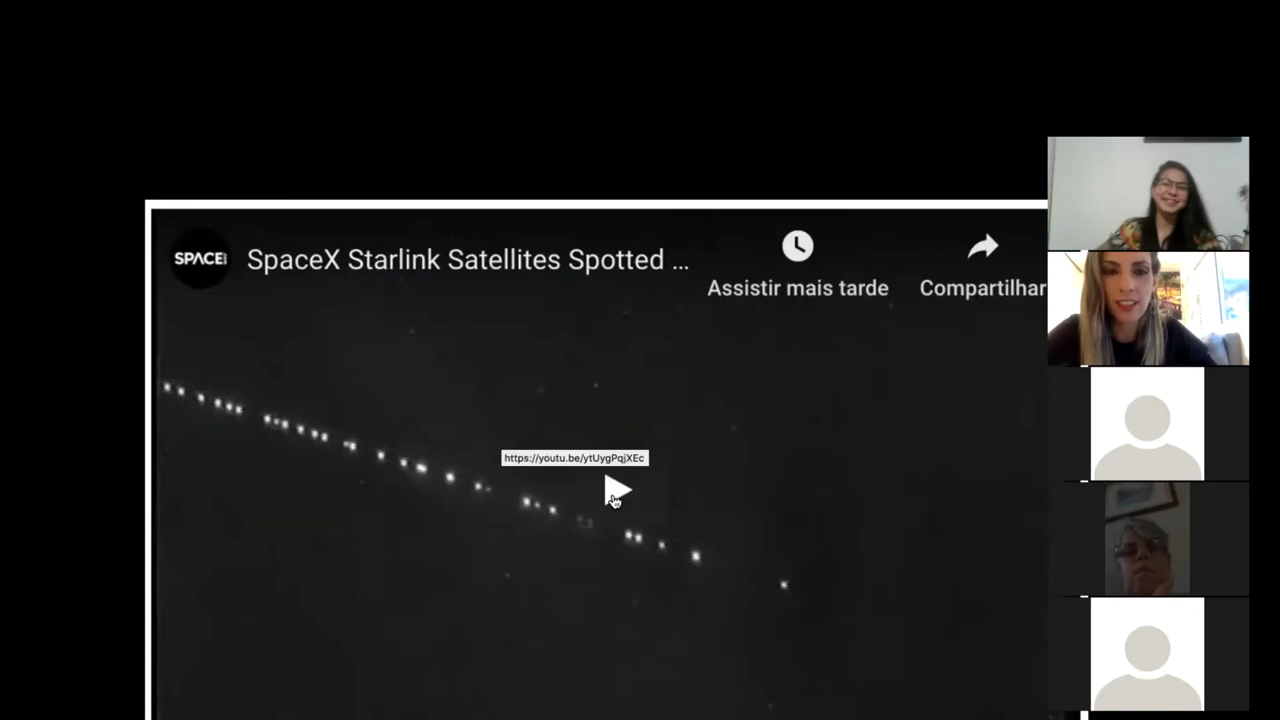 SPACE
SpaceX Starlink Satellites Spotted ...
Assistir mais tarde
Compartilhar
https://youtu.be/ytUygPqjXEc